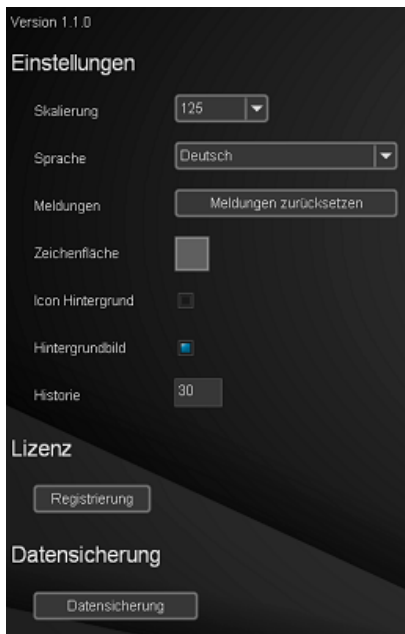 Version 1.1.0
Einstellungen
Skalierung 125
Sprache Deutsch
Meldungen Meldungen zurücksetzen
Zeichenfläche
Icon Hintergrund
Hintergrundbild
Historie 30
Lizenz
Registrierung
Datensicherung
Datensicherung